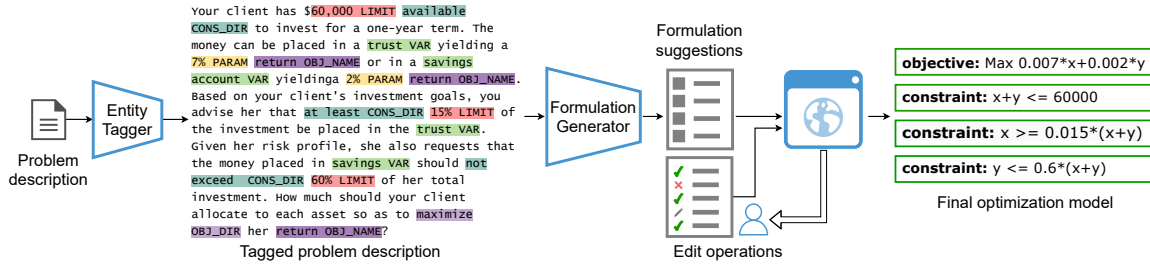 Problem
description
Entity
Tagger
Your client has $60,000 LIMIT available
CONS_DIR to invest for a one-year term. The
money can be placed in a trust VAR yielding a
7% PARAM return OBJ_NAME or in a savings
account VAR yieldinga 2% PARAM return OBJ_NAME.
Based on your client's investment goals, you
advise her that at least CONS_DIR 15% LIMIT of
the investment be placed in the trust VAR.
Given her risk profile, she also requests that
the money placed in savings VAR should not
exceed CONS_DIR 60% LIMIT of her total
investment. How much should your client
allocate to each asset so as to maximize
OBJ_DIR her return OBJ_NAME?
Tagged problem description
Formulation
Generator
Formulation
suggestions
Edit operations
objective: Max 0.007*x+0.002*y
constraint: x+y <= 60000
constraint: x >= 0.015*(x+y)
constraint: y <= 0.6*(x+y)
Final optimization model